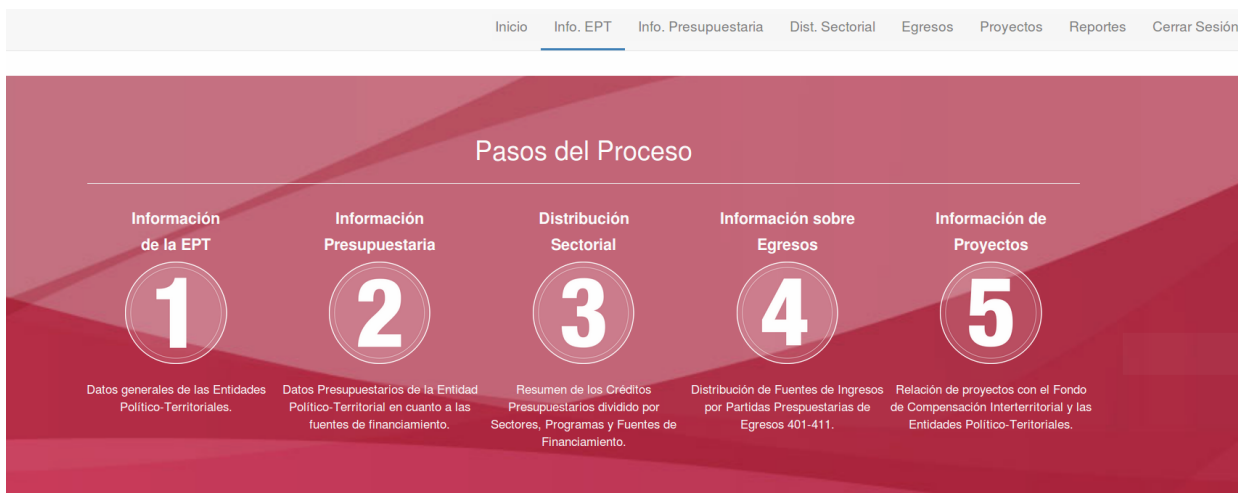 Inicio Info. EPT Info. Presupuestaria Dist. Sectorial Egresos Proyectos Reportes Cerrar Sesión
Pasos del Proceso
Información
de la EPT
1
Datos generales de las Entidades
Político-Territoriales.
Información
Presupuestaria
2
Datos Presupuestarios de la Entidad
Político-Territorial en cuanto a las
fuentes de financiamiento.
Distribución
Sectorial
3
Resumen de los Créditos
Presupuestarios dividido por
Sectores, Programas y Fuentes de
Financiamiento.
Información sobre
Egresos
4
Distribución de Fuentes de Ingresos
por Partidas Prespuestarias de
Egresos 401-411.
Información de
Proyectos
5
Relación de proyectos con el Fondo
de Compensación Interterritorial y las
Entidades Político-Teritoriales.